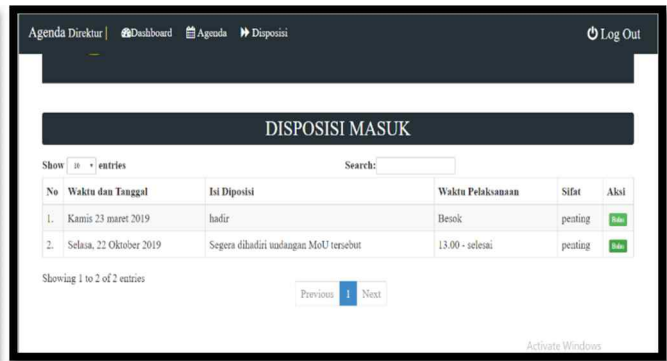 Agenda Direktur | Dashboard Agenda Disposisi Log Out
DISPOSISI MASUK
Show 10 entries Search:
No Waktu dan Tanggal Isi Diposisi Waktu Pelaksanaan Sifat Aksi
1. Kamis 23 maret 2019 hadir Besok penting
2. Selasa, 22 Oktober 2019 Segera dihadiri undangan MoU tersebut 13.00 - selesai penting
Showing 1 to 2 of 2 entries
Previous 1 Next
Activate Windows